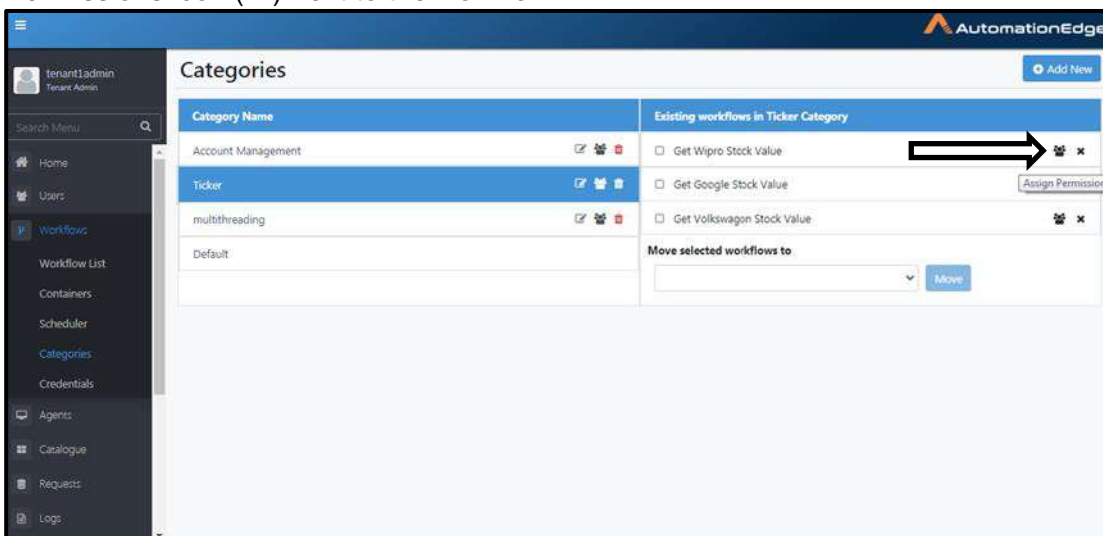 AutomationEdge
tenant1admin
Tenant Admin
Search Menu
Home
Users
Workflows
Workflow List
Containers
Scheduler
Categories
Credentials
Agents
Catalogue
Requests
Logs
Categories
Add New
Category Name
Account Management
Ticker
multithreading
Default
Existing workflows in Ticker Category
Get Wipro Stock Value
Get Google Stock Value
Assign Permission
Get Volkswagon Stock Value
Move selected workflows to
Move